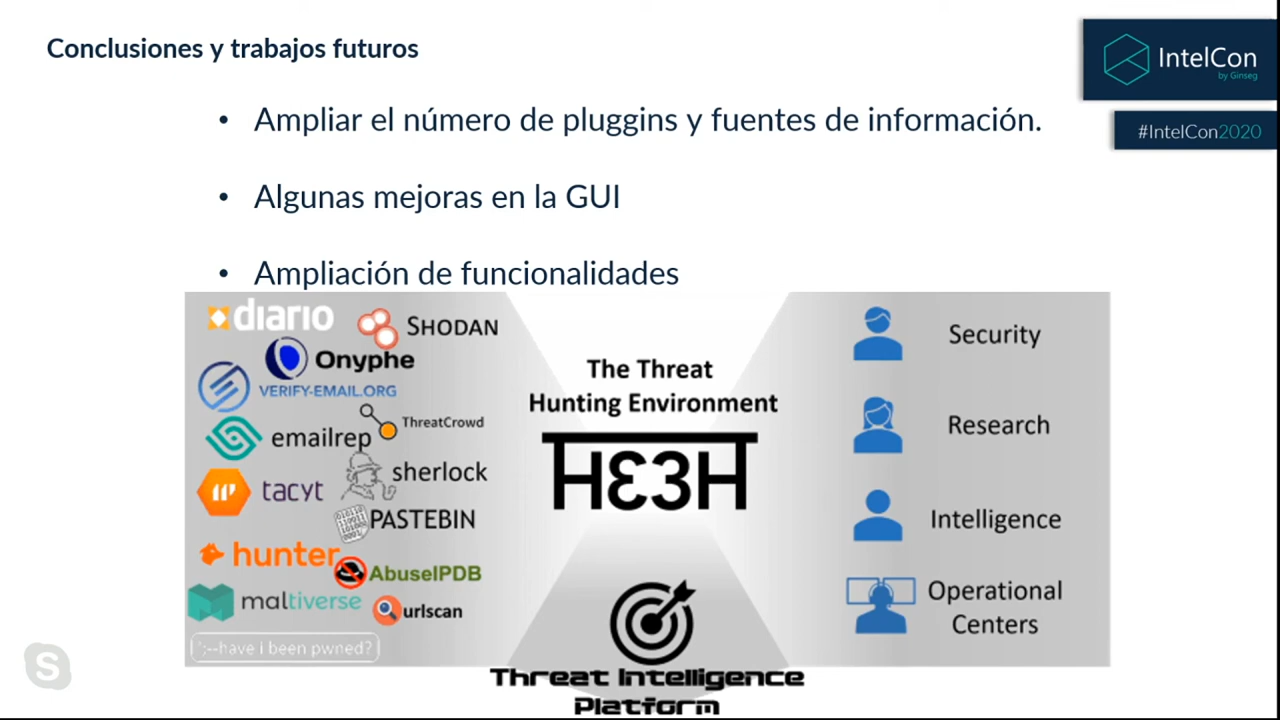 Conclusiones y trabajos futuros
IntelCon
by Ginseg
#IntelCon2020
• Ampliar el número de pluggins y fuentes de información.
• Algunas mejoras en la GUI
• Ampliación de funcionalidades
diario
SHODAN
Onyphe
VERIFY-EMAIL.ORG
ThreatCrowd
emailrep
sherlock
tacyt
PASTEBIN
hunter
AbuseIPDB
maltiverse
urlscan
';--have i been pwned?
The Threat
Hunting Environment
THE3HT
Threat Intelligence
Platform
Security
Research
Intelligence
Operational
Centers
S